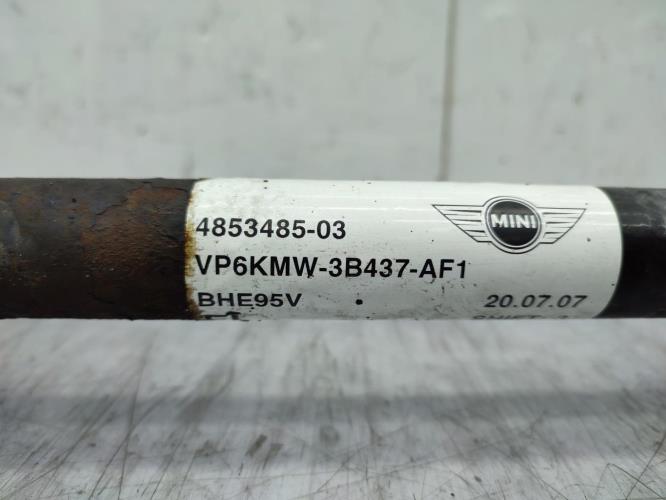 4853485-03
MINI
VP6KMW-3B437-AF1
BHE95V
20.07.07